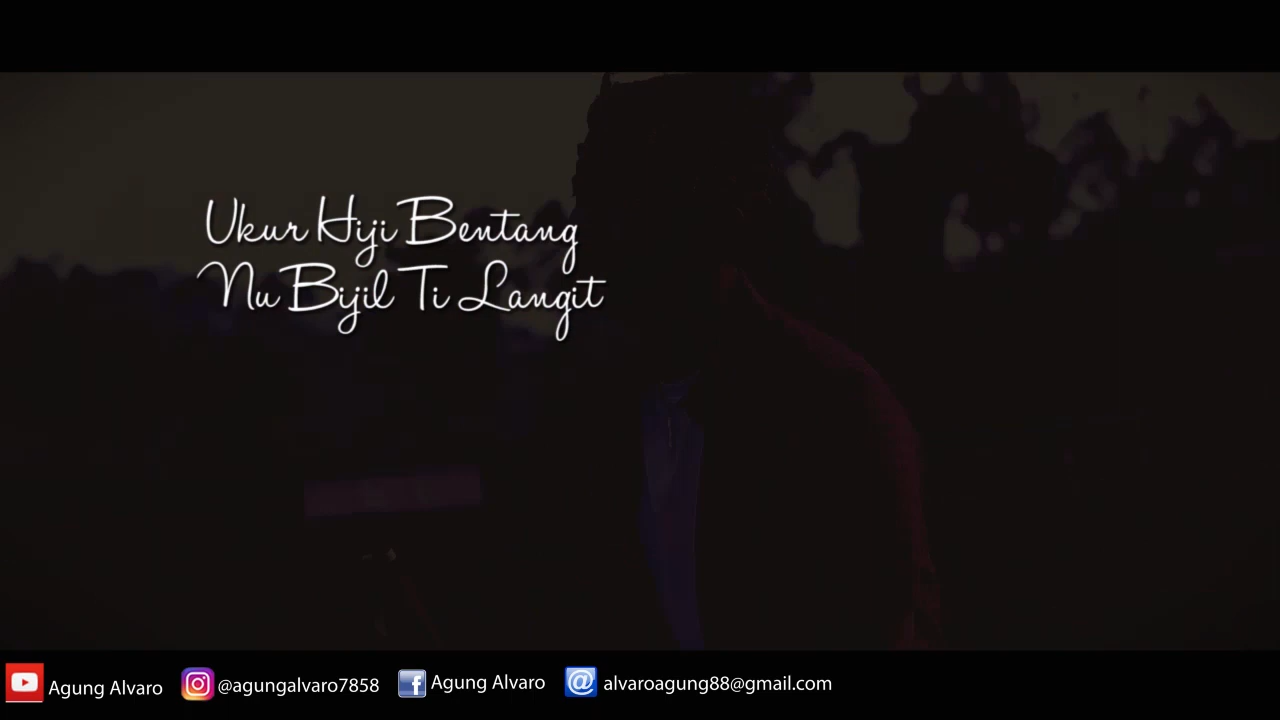 Ukur Hiji Bentang
Nu Bijil Ti Langit
Agung Alvaro @agungalvaro7858 Agung Alvaro alvaroagung88@gmail.com